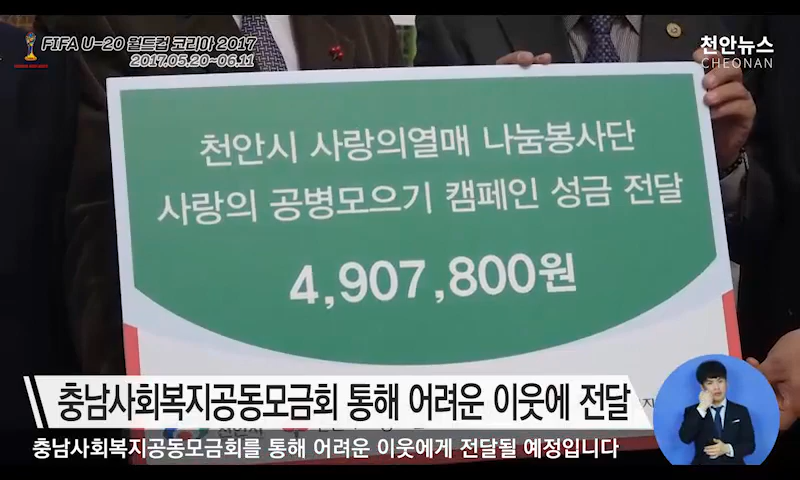 FIFA U-20 월드컵 코리아 2017
2017.05.20~06.11
천안뉴스
CHEONAN
천안시 사랑의열매 나눔봉사단
사랑의 공병모으기 캠페인 성금 전달
4,907,800원
충남사회복지공동모금회 통해 어려운 이웃에 전달
충남사회복지공동모금회를 통해 어려운 이웃에게 전달될 예정입니다